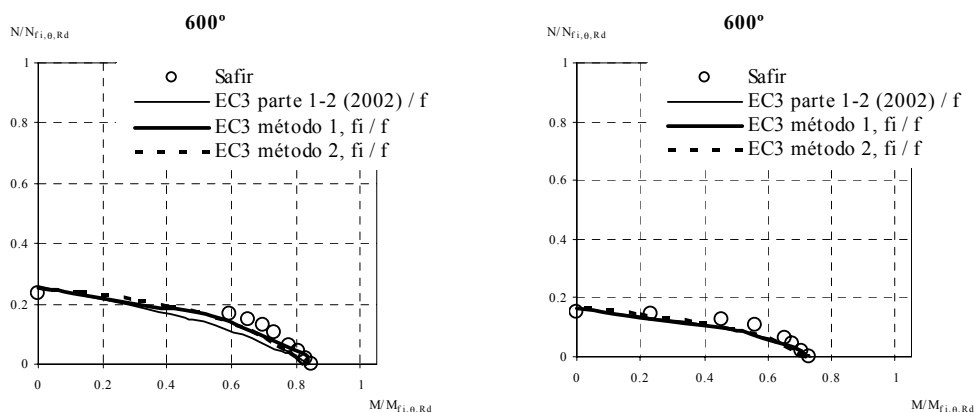 600º
N/Nfi,θ,Rd
Safir
EC3 parte 1-2 (2002) / f
EC3 método 1, fi / f
EC3 método 2, fi / f
1
0.8
0.6
0.4
0.2
0
0 0.2 0.4 0.6 0.8 1
M/Mfi,θ,Rd
600º
N/Nfi,θ,Rd
Safir
EC3 parte 1-2 (2002) / f
EC3 método 1, fi / f
EC3 método 2, fi / f
1
0.8
0.6
0.4
0.2
0
0 0.2 0.4 0.6 0.8 1
M/Mfi,θ,Rd